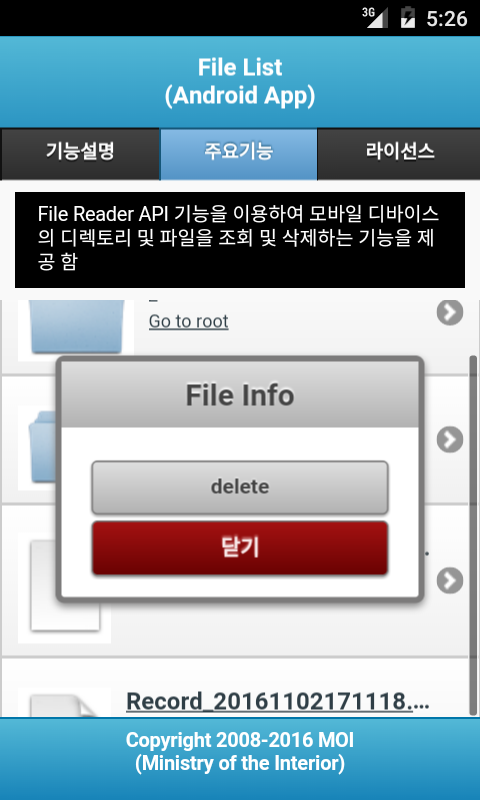 3G 5:26
File List
(Android App)
기능설명 주요기능 라이선스
File Reader API 기능을 이용하여 모바일 디바이스
의 디렉토리 및 파일을 조회 및 삭제하는 기능을 제
공 함
Go to root
File Info
delete
닫기
Record_20161102171118....
Copyright 2008-2016 MOI
(Ministry of the Interior)